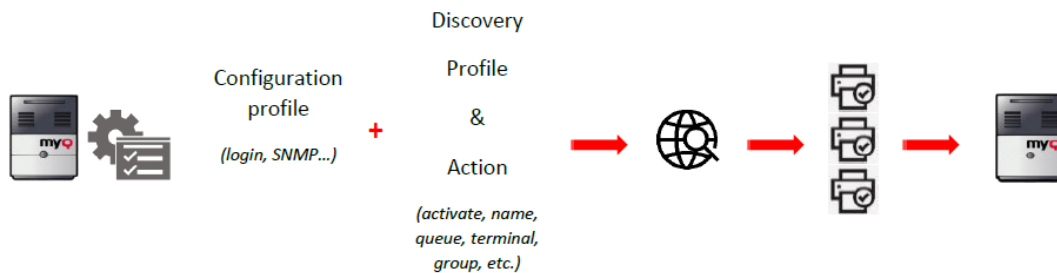 myQ
Configuration
profile
(login, SNMP...)
+
Discovery
Profile
&
Action
(activate, name,
queue, terminal,
group, etc.)
myQ